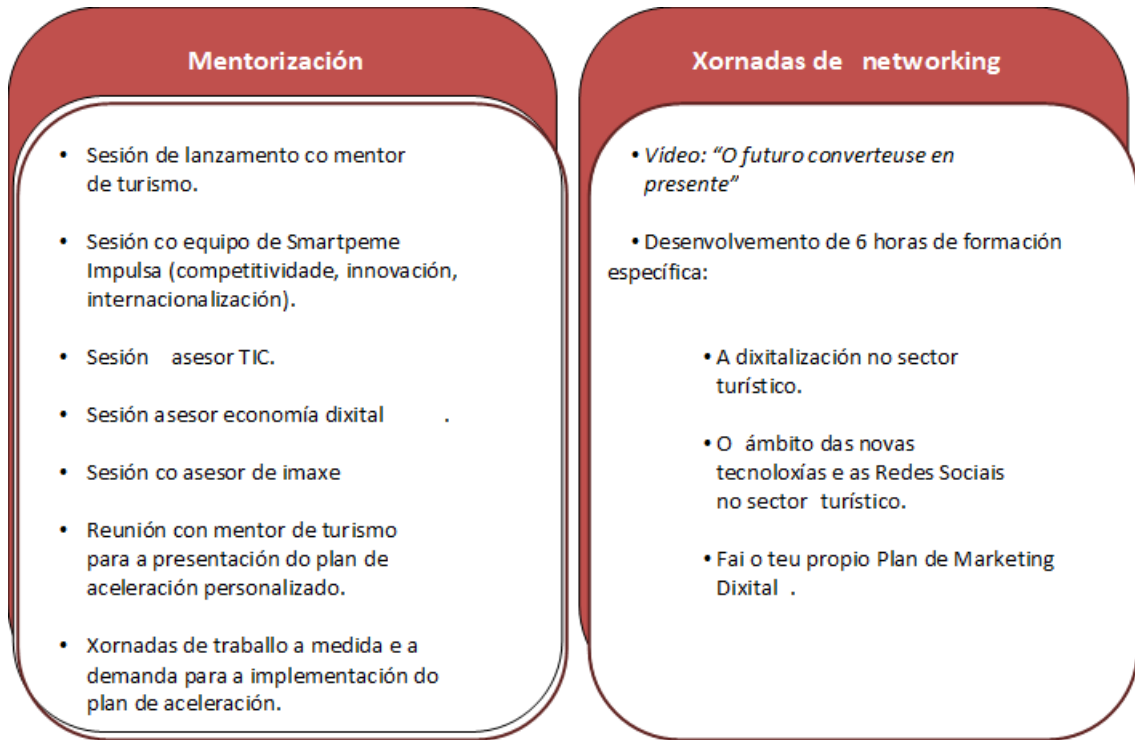 Mentorización
• Sesión de lanzamento co mentor
de turismo.
• Sesión co equipo de Smartpeme
Impulsa (competitividade, innovación,
internacionalización).
• Sesión asesor TIC.
• Sesión asesor economía dixital .
• Sesión co asesor de imaxe
• Reunión con mentor de turismo
para a presentación do plan de
aceleración personalizado.
• Xornadas de traballo a medida e a
demanda para a implementación do
plan de aceleración.
Xornadas de networking
• Vídeo: “O futuro converteuse en
presente”
• Desenvolvemento de 6 horas de formación
específica:
• A dixitalización no sector
turístico.
• O ámbito das novas
tecnoloxías e as Redes Sociais
no sector turístico.
• Fai o teu propio Plan de Marketing
Dixital .